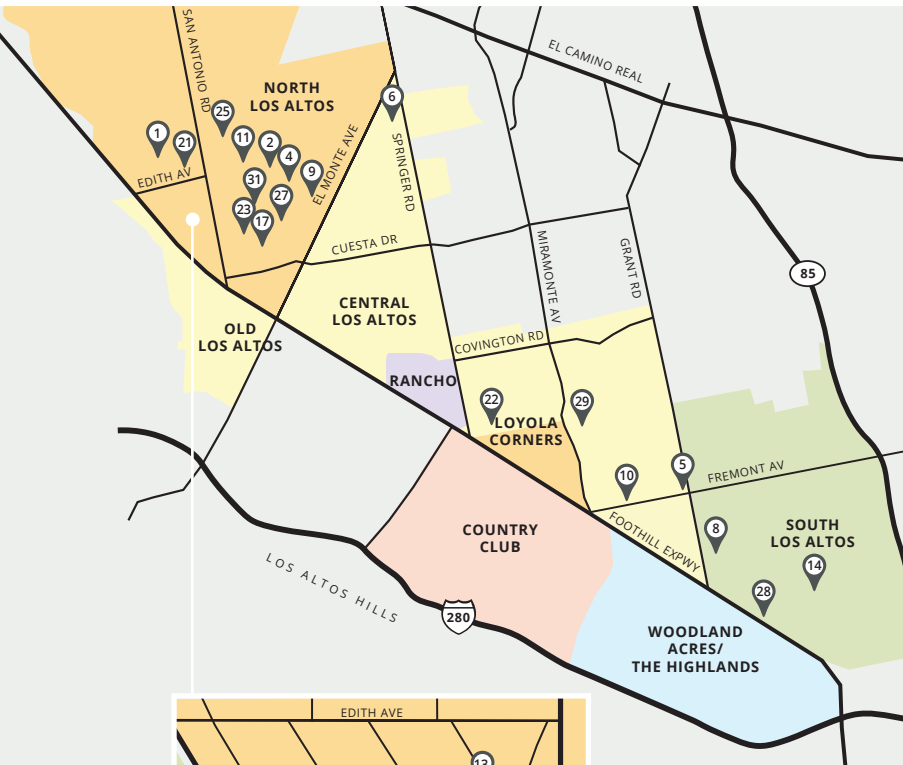 SAN ANTONIO RD
EL CAMINO REAL
NORTH
LOS ALTOS
6
25
1
21
11
2
4
9
EL MONTE AVE
SPRINGER RD
EDITH AV
31
27
23
17
CUESTA DR
MIRAMONTE AV
GRANT RD
85
CENTRAL
LOS ALTOS
OLD
LOS ALTOS
COVINGTON RD
RANCHO
22
29
LOYOLA
CORNERS
5
10
FREMONT AV
FOOTHILL EXPWY
8
SOUTH
LOS ALTOS
COUNTRY
CLUB
14
28
LOS ALTOS HILLS
280
WOODLAND
ACRES/
THE HIGHLANDS
EDITH AVE
13